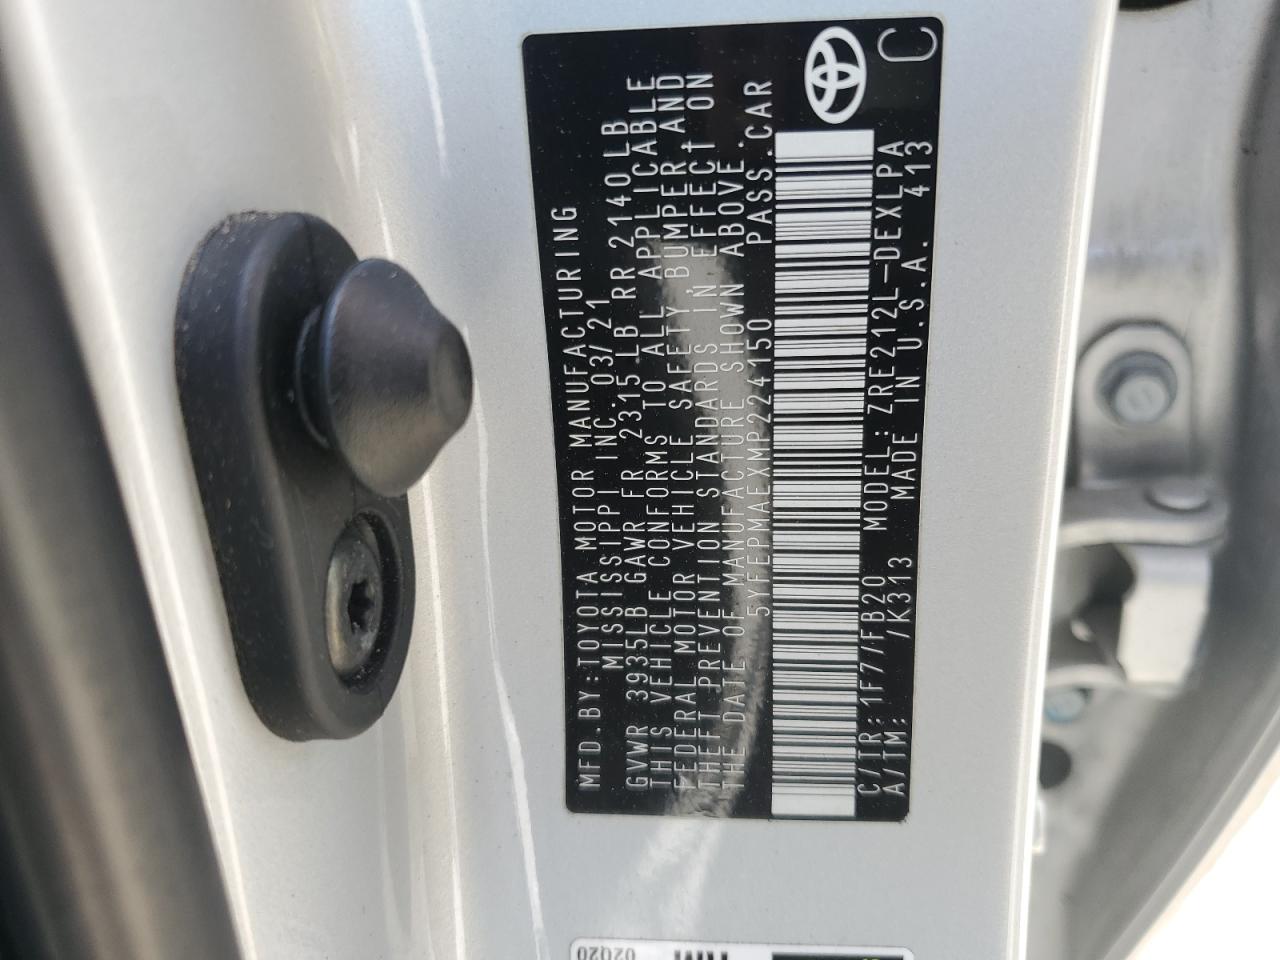 MFD.BY:TOYOTA MOTOR MANUFACTURING
MISSISSIPPI INC. 03/21
GVWR 3935LB GAWR FR 2315LB RR 2140LB
THIS VEHICLE CONFORMS TO ALL APPLICABLE
FEDERAL MOTOR VEHICLE SAFETY, BUMPER AND
THEFT PREVENTION STANDARDS IN EFFECT ON
THE DATE OF MANUFACTURE SHOWN ABOVE.
5YFEPMAEXMP224150 PASS.CAR
C/TR: 1F7/FB20 MODEL: ZRE212L-DEXLPA
A/TM: /K313 MADE IN U.S.A. 413
C
02Q20